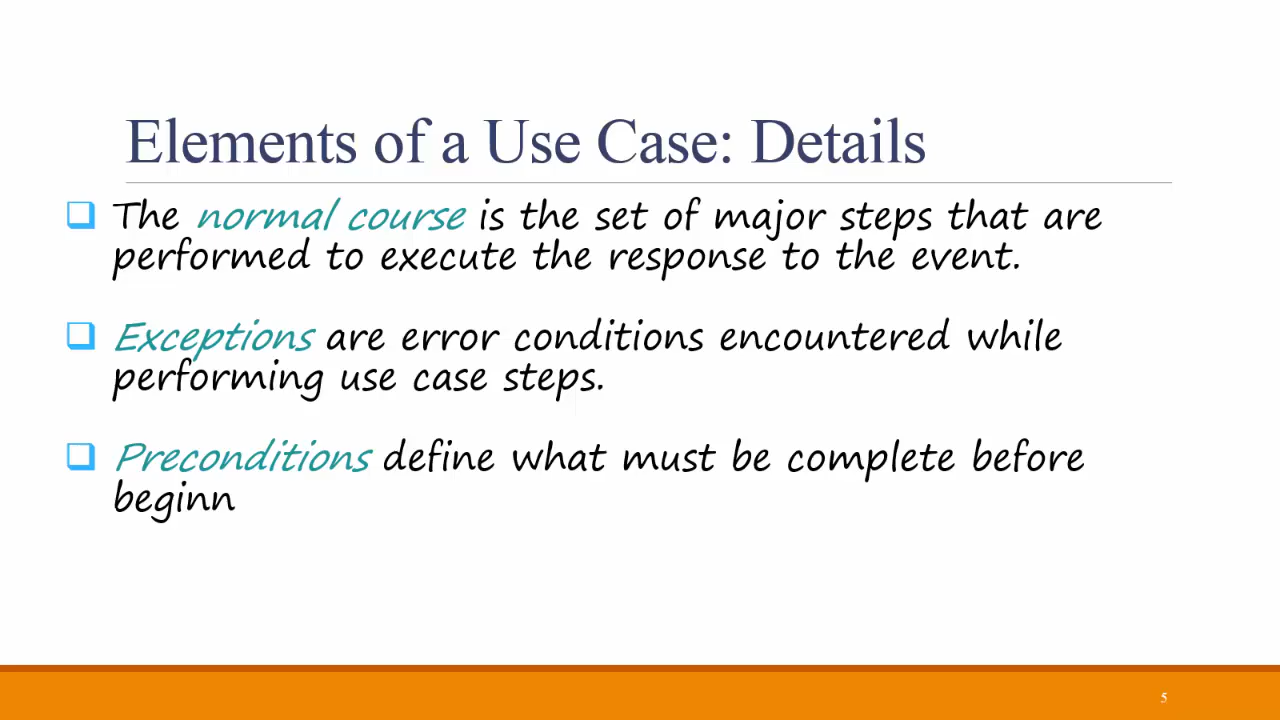 Elements of a Use Case: Details
The normal course is the set of major steps that are
performed to execute the response to the event.
Exceptions are error conditions encountered while
performing use case steps.
Preconditions define what must be complete before
beginn
5